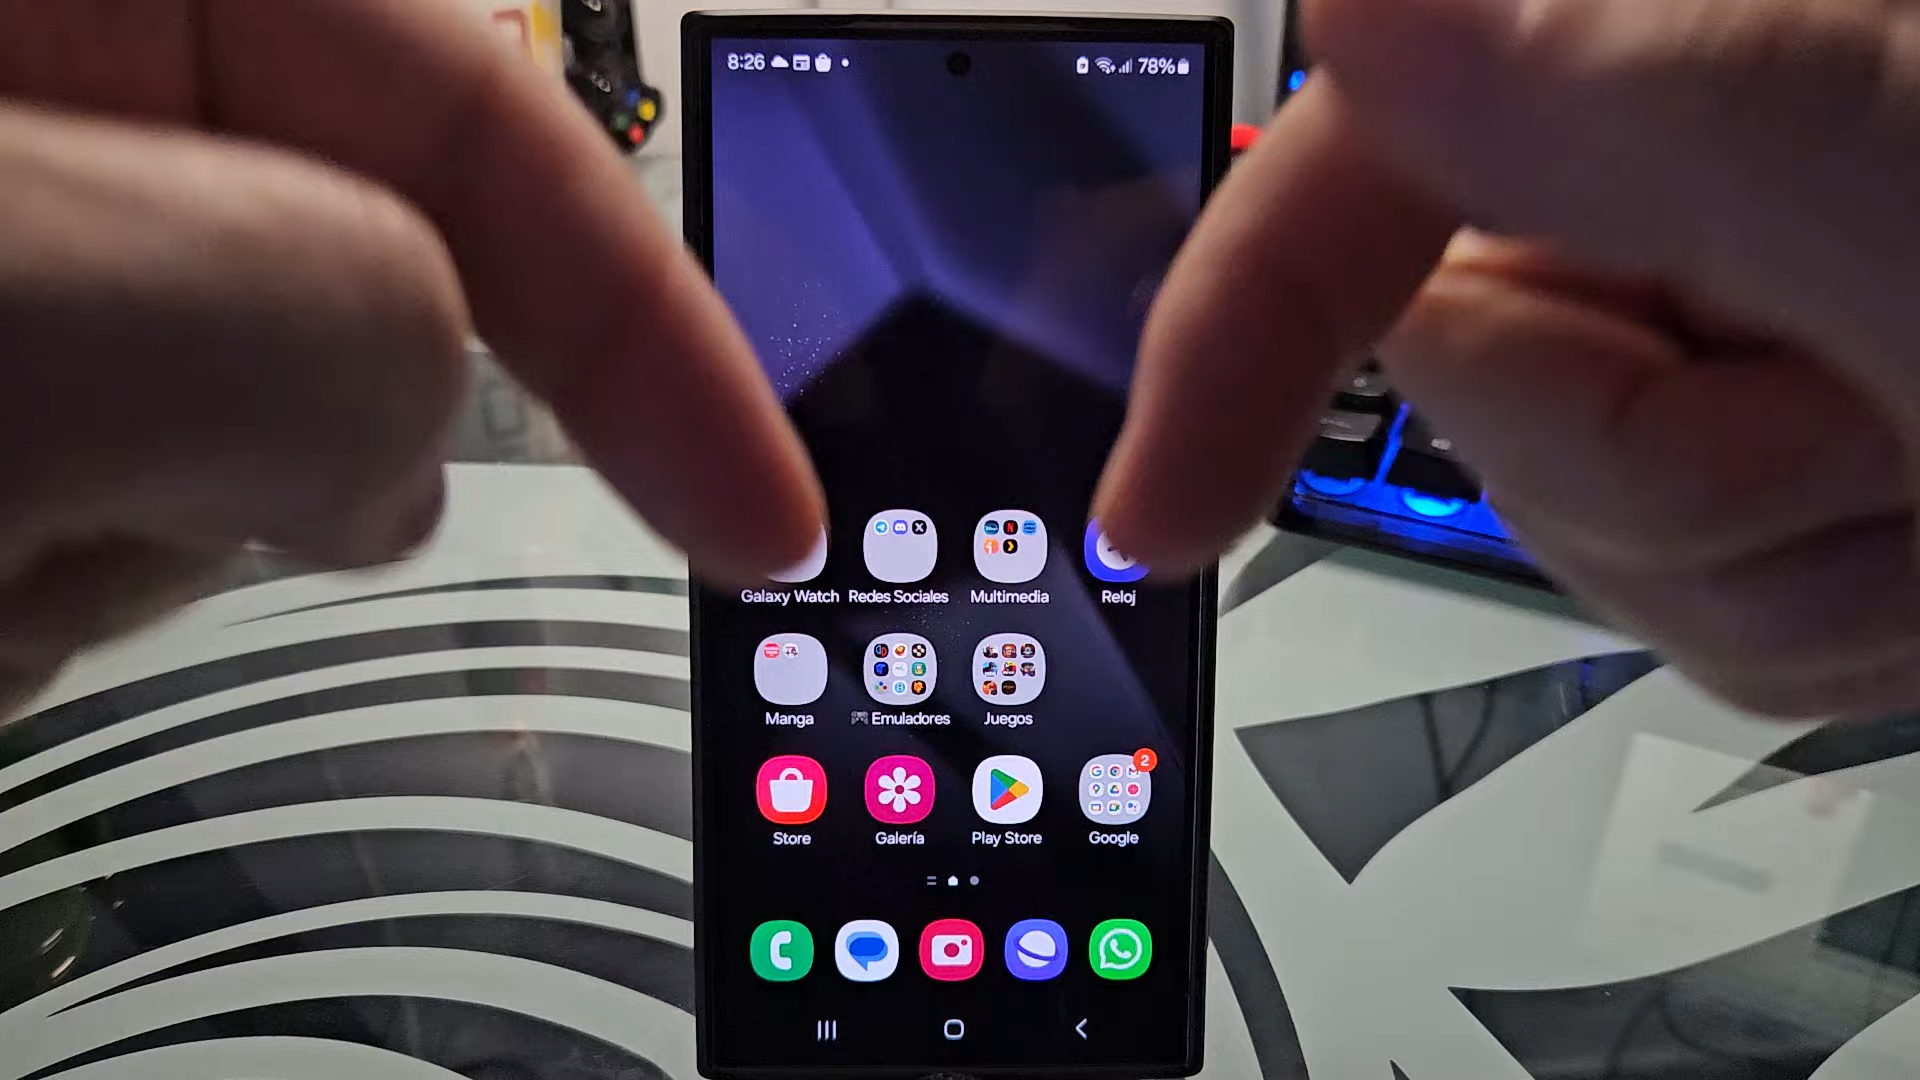 8:26 78%
Galaxy Watch Redes Sociales Multimedia Reloj
Manga Emuladores Juegos
2
Store Galería Play Store Google